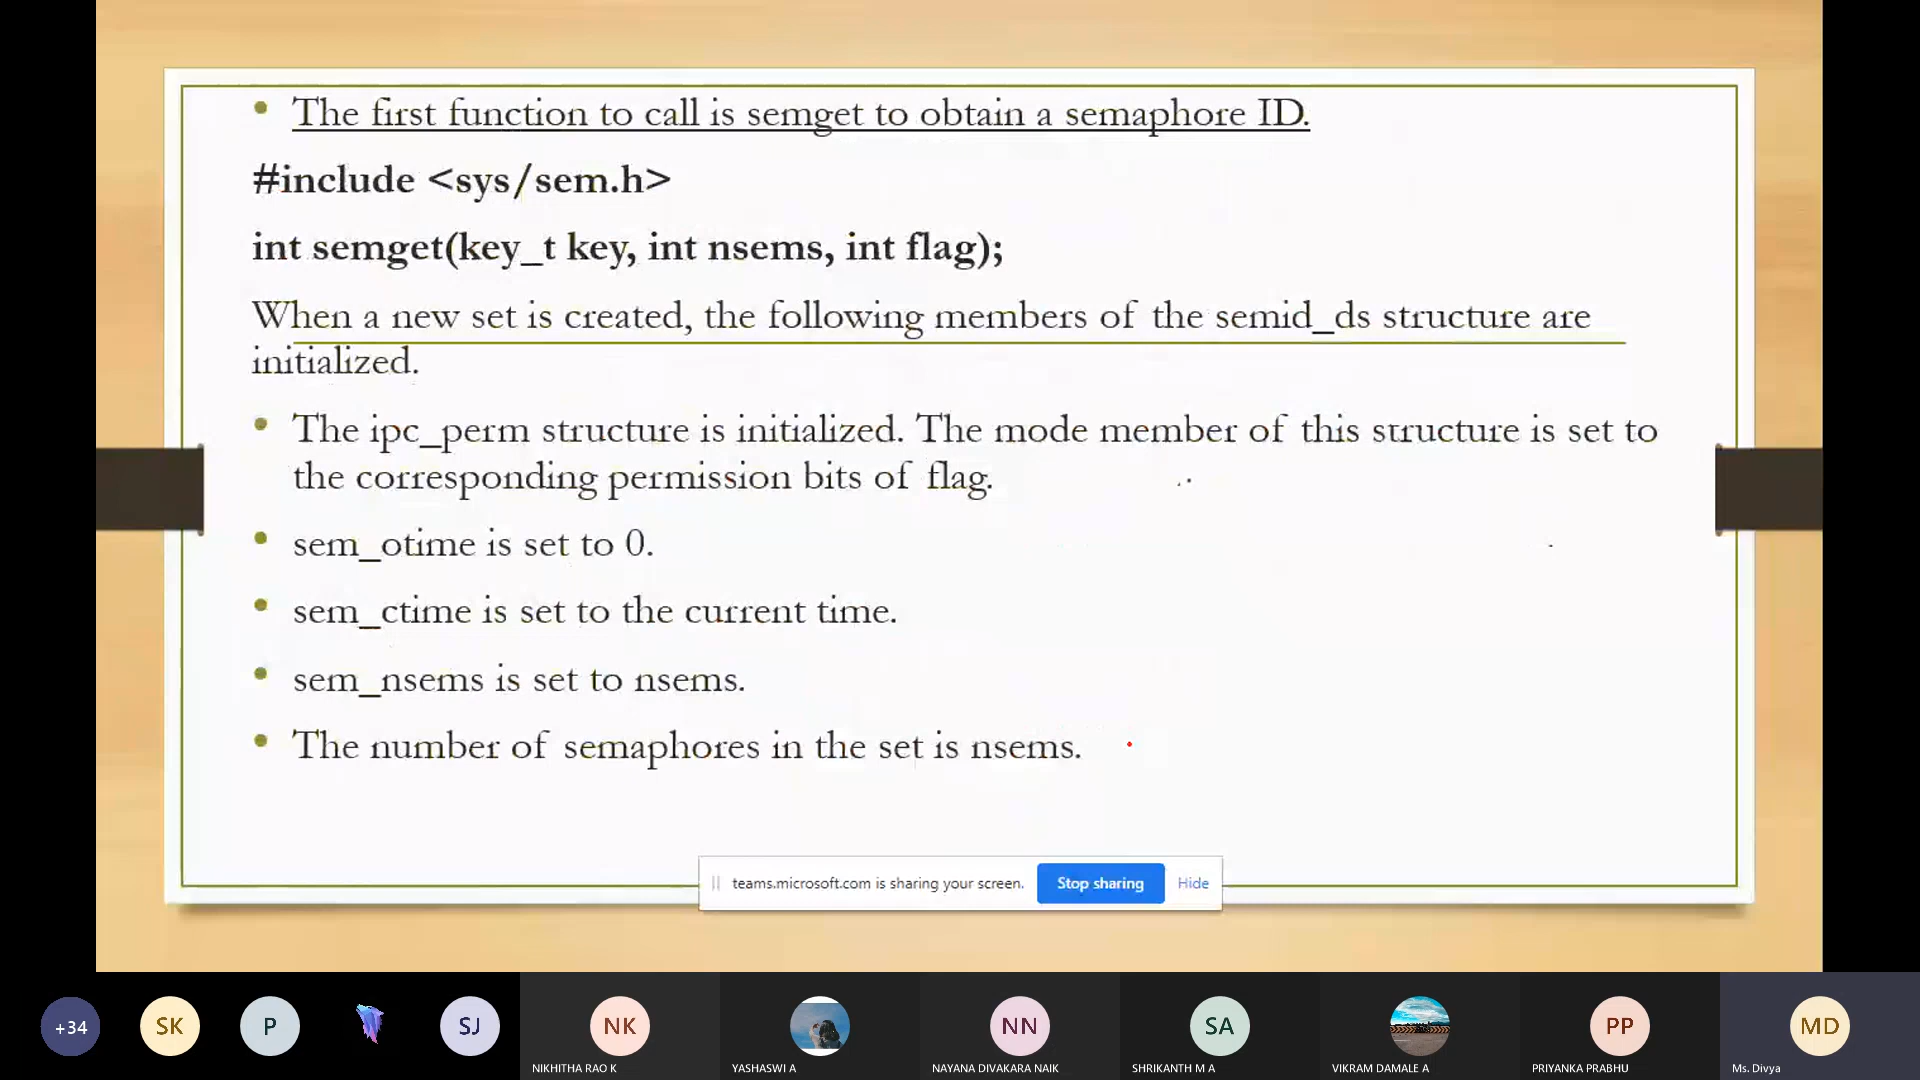 The first function to call is semget to obtain a semaphore ID.
#include <sys/sem.h>
int semget(key_t key, int nsems, int flag);
When a new set is created, the following members of the semid_ds structure are
initialized.
The ipc_perm structure is initialized. The mode member of this structure is set to
the corresponding permission bits of flag.
sem_otime is set to 0.
sem_ctime is set to the current time.
sem_nsems is set to nsems.
The number of semaphores in the set is nsems.
teams.microsoft.com is sharing your screen. Stop sharing Hide
+34 SK P SJ NK NN SA PP MD
NIKHITHA RAO K YASHASWI A NAYANA DIVAKARA NAIK SHRIKANTH M A VIKRAM DAMALE A PRIYANKA PRABHU Ms. Divya